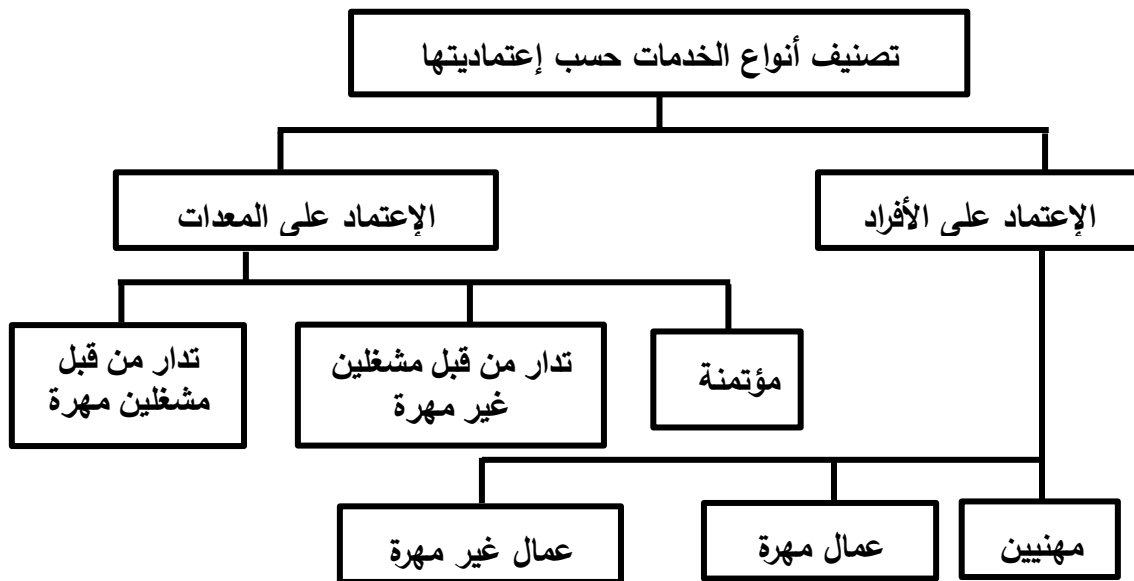 تصنيف أنواع الخدمات حسب إعتماديتها
الإعتماد على الأفراد
الإعتماد على المعدات
مؤتمنة
تدار من قبل مشغلين
غير مهرة
تدار من قبل
مشغلين مهرة
مهنيين
عمال مهرة
عمال غير مهرة